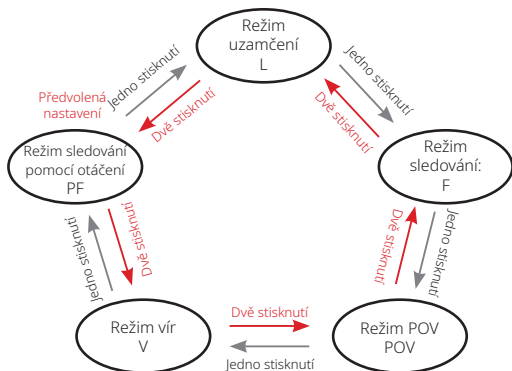 Režim
uzamčení
L
Jedno stisknutí
Dvě stisknutí
Jedno stisknutí
Dvě stisknutí
Předvolená
nastavení
Režim sledování
pomocí otáčení
PF
Režim
sledování:
F
Jedno stisknutí
Dvě stisknutí
Dvě stisknutí
Jedno stisknutí
Režim vír
V
Dvě stisknutí
Jedno stisknutí
Režim POV
POV